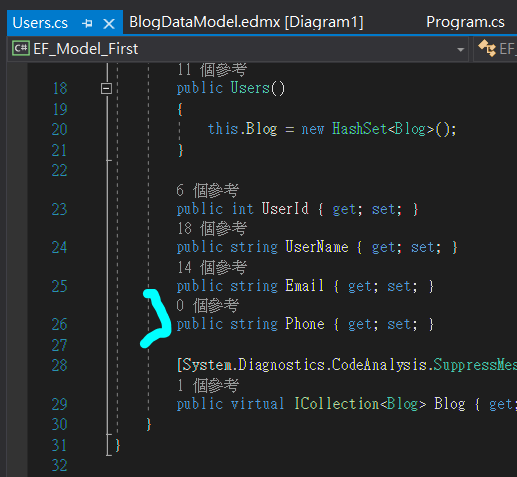 Users.cs BlogDataModel.edmx [Diagram1] Program.cs
C# EF_Model_First EF_
11 個參考
18 public Users()
19 {
20 this.Blog = new HashSet<Blog>();
21 }
22
6 個參考
23 public int UserId { get; set; }
18 個參考
24 public string UserName { get; set; }
14 個參考
25 public string Email { get; set; }
0 個參考
26 public string Phone { get; set; }
27
28 [System.Diagnostics.CodeAnalysis.SuppressMes
1 個參考
29 public virtual ICollection<Blog> Blog { get;
30 }
31 }
32